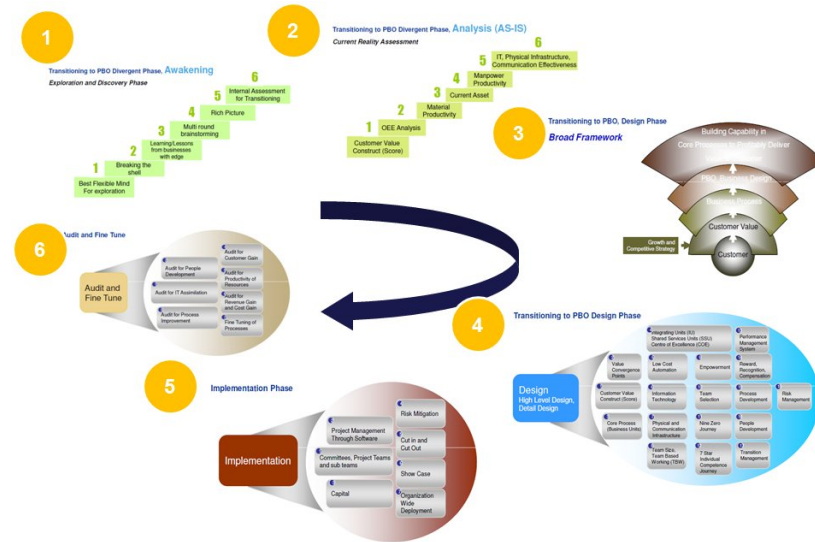 1
Transitioning to PBO Divergent Phase, Awakening
Exploration and Discovery Phase
6
Internal Assessment
for Transitioning
5
Rich Picture
4
Multi round
brainstorming
3
Learning/Lessons
from businesses
with edge
2
Breaking the
shell
1
Best Flexible Mind
For exploration
2
Transitioning to PBO Divergent Phase, Analysis (AS-IS)
Current Reality Assessment
6
IT, Physical Infrastructure,
Communication Effectiveness
5
Manpower
Productivity
4
Current Asset
3
Material
Productivity
2
OEE Analysis
1
Customer Value
Construct (Score)
3
Transitioning to PBO, Design Phase
Broad Framework
Building Capability in
Core Processes to Profitably Deliver
PBO, Business Design
Business Process
Customer Value
Customer
Growth and
Competitive Strategy
4
Transitioning to PBO Design Phase
Design
High Level Design,
Detail Design
Integrating Units (IU)
Shared Services Units (SSU)
Centre of Excellence (COE)
Performance
Management
System
Value
Convergence
Points
Low Cost
Automation
Empowerment
Reward,
Recognition,
Compensation
Customer Value
Construct (Score)
Information
Technology
Team
Selection
Process
Development
Risk
Management
Core Process
(Business Units)
Physical and
Communication
Infrastructure
Nine Zero
Journey
People
Development
Team Size,
Team Based
Working (TBW)
7 Star
Individual
Competence
Journey
Transition
Management
5
Implementation Phase
Implementation
Risk Mitigation
Project Management
Through Software
Cut in and
Cut Out
Committees, Project Teams
and sub teams
Show Case
Capital
Organization
Wide
Deployment
6
Audit and Fine Tune
Audit and
Fine Tune
Audit for
Customer Gain
Audit for People
Development
Audit for
Productivity of
Resources
Audit for IT Assimilation
Audit for
Revenue Gain
and Cost Gain
Audit for Process
Improvement
Fine Tuning of
Processes